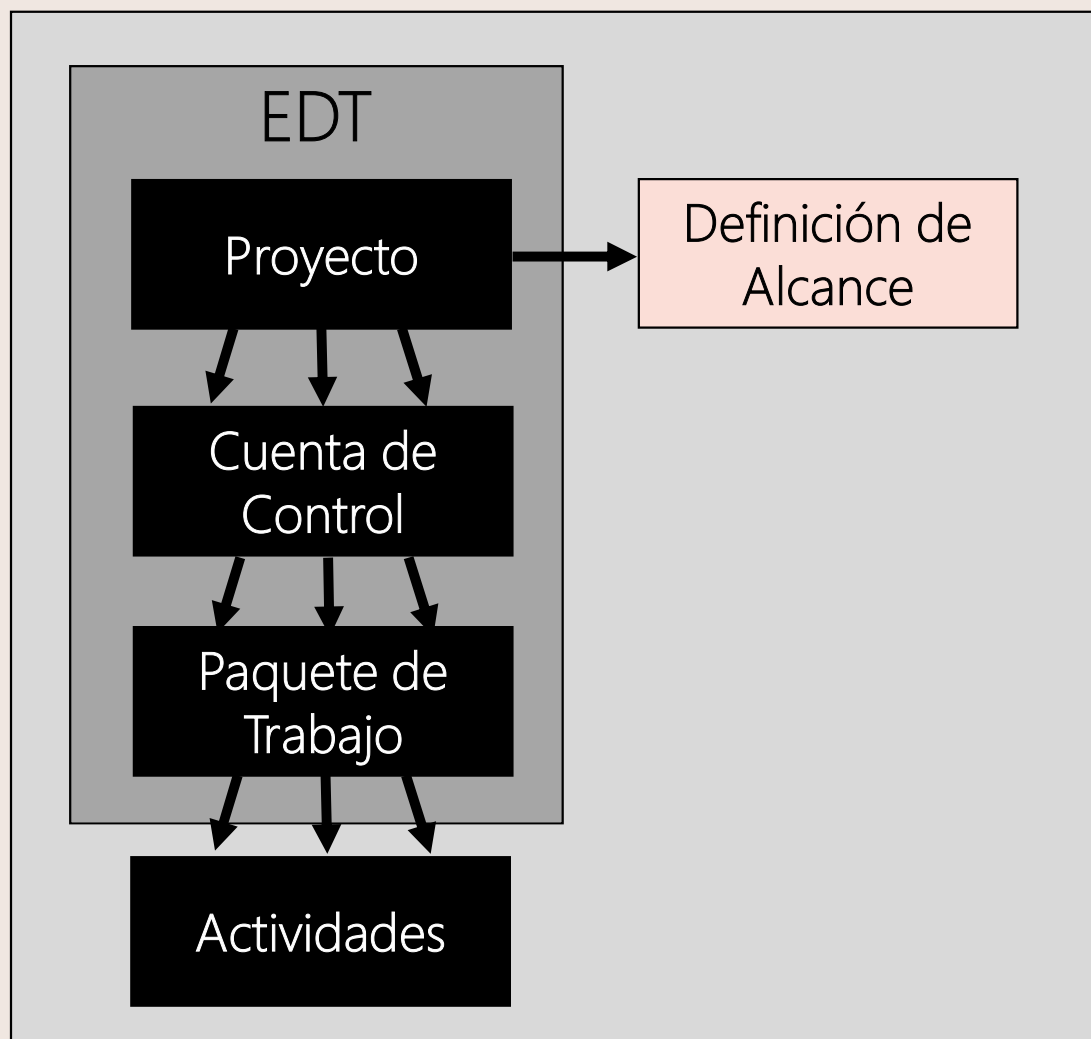 EDT
Proyecto
Definición de
Alcance
Cuenta de
Control
Paquete de
Trabajo
Actividades